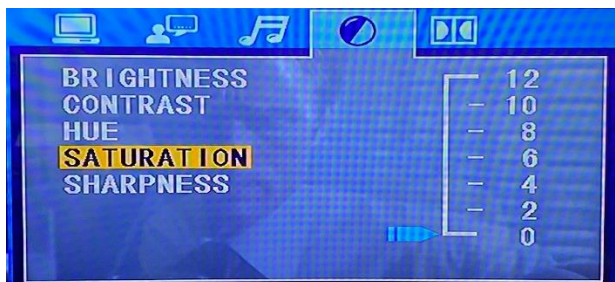 BRIGHTNESS
CONTRAST
HUE
SATURATION
SHARPNESS
12
10
8
6
4
2
0